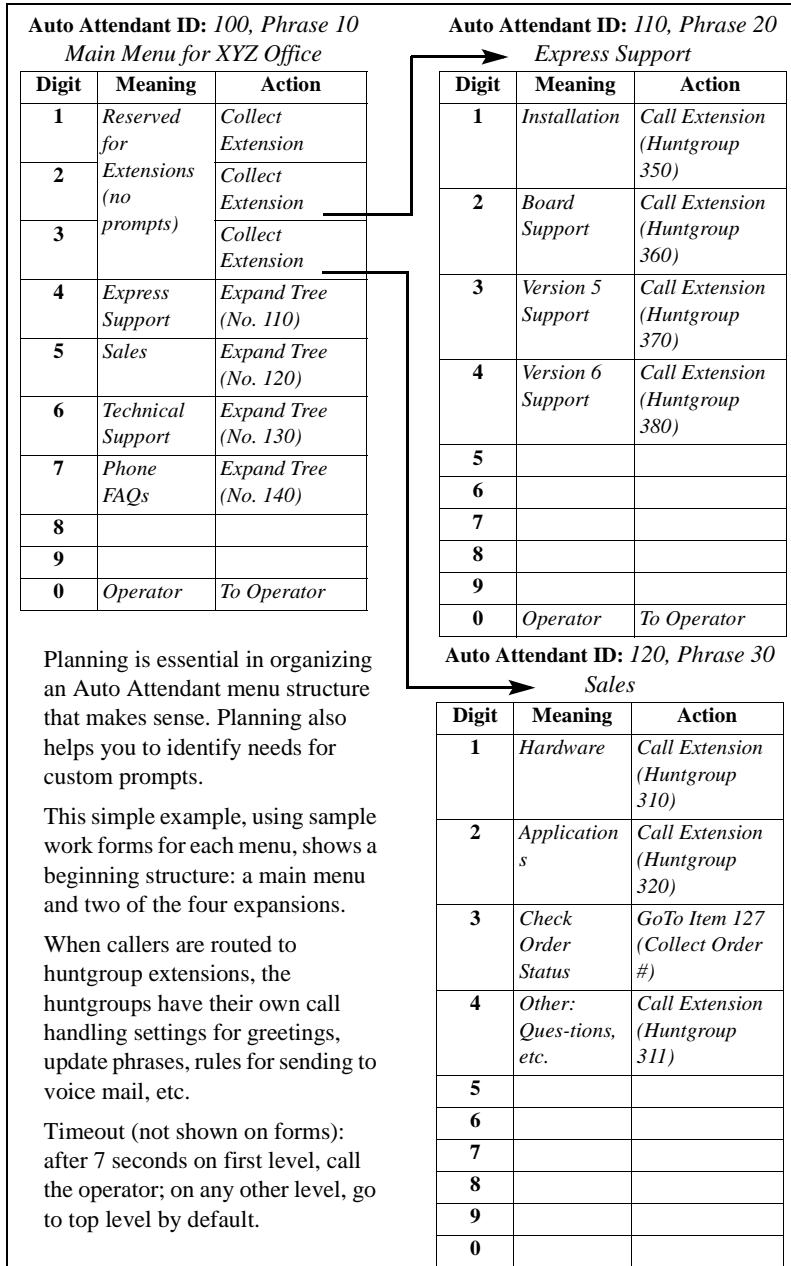 Auto Attendant ID: 100, Phrase 10
Main Menu for XYZ Office
Digit Meaning Action
1 Reserved Collect
for Extension
Extensions
2 (no Collect
prompts) Extension
3 Collect
Extension
4 Express Expand Tree
Support (No. 110)
5 Sales Expand Tree
(No. 120)
6 Technical Expand Tree
Support (No. 130)
7 Phone Expand Tree
FAQs (No. 140)
8
9
0 Operator To Operator
Planning is essential in organizing
an Auto Attendant menu structure
that makes sense. Planning also
helps you to identify needs for
custom prompts.
This simple example, using sample
work forms for each menu, shows a
beginning structure: a main menu
and two of the four expansions.
When callers are routed to
huntgroup extensions, the
huntgroups have their own call
handling settings for greetings,
update phrases, rules for sending to
voice mail, etc.
Timeout (not shown on forms):
after 7 seconds on first level, call
the operator; on any other level, go
to top level by default.
Auto Attendant ID: 110, Phrase 20
Express Support
Digit Meaning Action
1 Installation Call Extension
(Huntgroup
350)
2 Board Call Extension
Support (Huntgroup
360)
3 Version 5 Call Extension
Support (Huntgroup
370)
4 Version 6 Call Extension
Support (Huntgroup
380)
5
6
7
8
9
0 Operator To Operator
Auto Attendant ID: 120, Phrase 30
Sales
Digit Meaning Action
1 Hardware Call Extension
(Huntgroup
310)
2 Application Call Extension
s (Huntgroup
320)
3 Check GoTo Item 127
Order (Collect Order
Status #)
4 Other: Call Extension
Ques-tions, (Huntgroup
etc. 311)
5
6
7
8
9
0